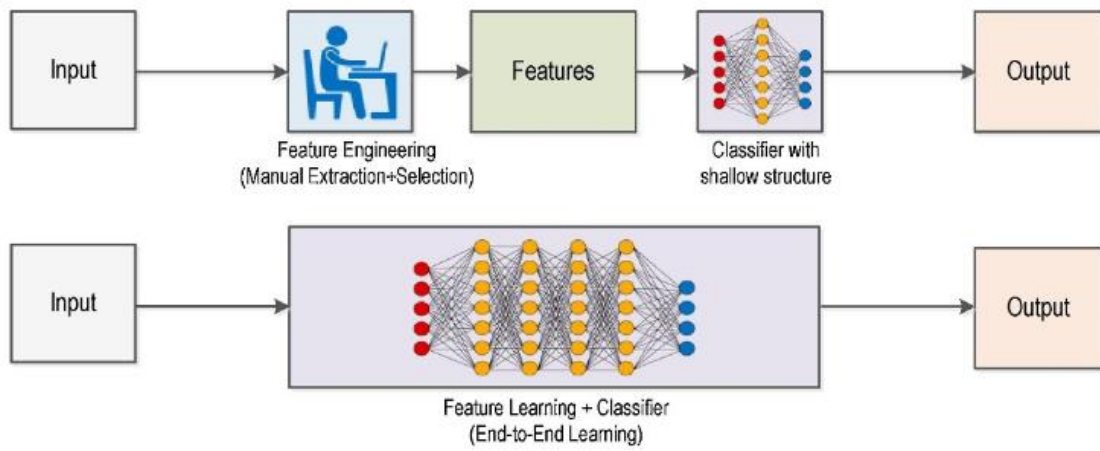 Input
Features
Output
Feature Engineering
(Manual Extraction+Selection)
Classifier with
shallow structure
Input
Output
Feature Learning + Classifier
(End-to-End Learning)